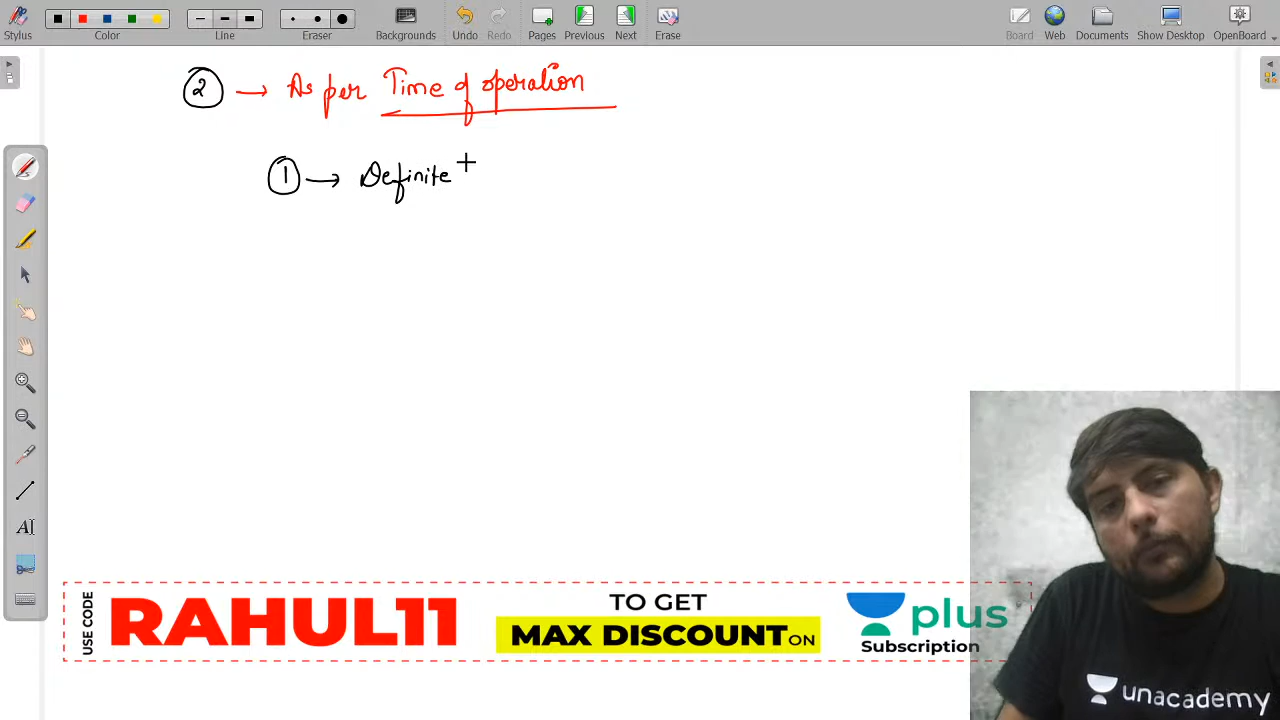 Stylus
Color
Line
Eraser
Backgrounds
Undo
Redo
Pages
Previous
Next
Erase
Board
Web
Documents
Show Desktop
OpenBoard
② → As per Time of operation
① → Definite
USE CODE
RAHUL11
TO GET
MAX DISCOUNT ON
plus
Subscription
unacademy